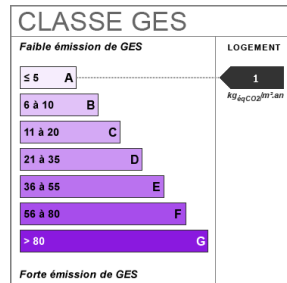 CLASSE GES
Faible émission de GES
LOGEMENT
≤ 5 A
1
kgéqCO2/m².an
6 à 10 B
11 à 20 C
21 à 35 D
36 à 55 E
56 à 80 F
> 80 G
Forte émission de GES